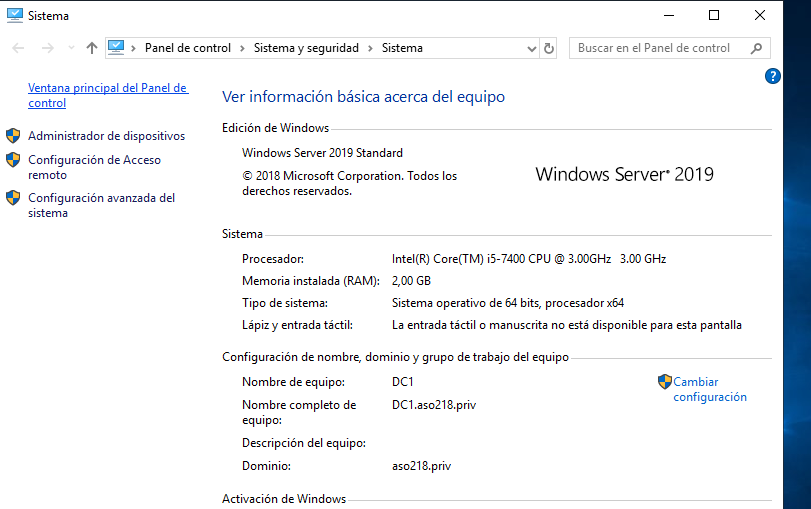 Sistema
Panel de control > Sistema y seguridad > Sistema
Buscar en el Panel de control
?
Ventana principal del Panel de
control
Administrador de dispositivos
Configuración de Acceso
remoto
Configuración avanzada del
sistema
Ver información básica acerca del equipo
Edición de Windows
Windows Server 2019 Standard
© 2018 Microsoft Corporation. Todos los
derechos reservados.
Windows Server® 2019
Sistema
Procesador: Intel(R) Core(TM) i5-7400 CPU @ 3.00GHz 3.00 GHz
Memoria instalada (RAM): 2,00 GB
Tipo de sistema: Sistema operativo de 64 bits, procesador x64
Lápiz y entrada táctil: La entrada táctil o manuscrita no está disponible para esta pantalla
Configuración de nombre, dominio y grupo de trabajo del equipo
Nombre de equipo: DC1
Cambiar
configuración
Nombre completo de
equipo: DC1.aso218.priv
Descripción del equipo:
Dominio: aso218.priv
Activación de Windows